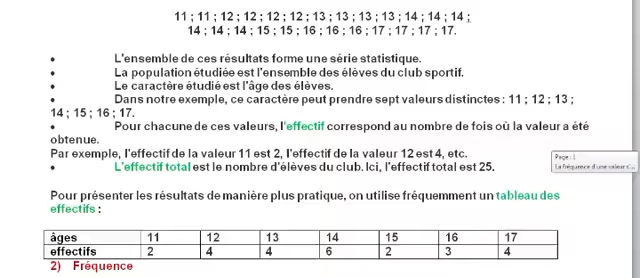 11 ; 11 ; 12 ; 12 ; 12 ; 12 ; 13 ; 13 ; 13 ; 13 ; 14 ; 14 ; 14 ;
14 ; 14 ; 14 ; 15 ; 15 ; 16 ; 16 ; 16 ; 17 ; 17 ; 17 ; 17.
• L'ensemble de ces résultats forme une série statistique.
• La population étudiée est l'ensemble des élèves du club sportif.
• Le caractère étudié est l'âge des élèves.
• Dans notre exemple, ce caractère peut prendre sept valeurs distinctes : 11 ; 12 ; 13 ;
14 ; 15 ; 16 ; 17.
• Pour chacune de ces valeurs, l'effectif correspond au nombre de fois où la valeur a été
obtenue.
Par exemple, l'effectif de la valeur 11 est 2, l'effectif de la valeur 12 est 4, etc.
• L'effectif total est le nombre d'élèves du club. Ici, l'effectif total est 25.
Page : 1
La fréquence d'une valeur c'...
Pour présenter les résultats de manière plus pratique, on utilise fréquemment un tableau des
effectifs :
âges 11 12 13 14 15 16 17
effectifs 2 4 4 6 2 3 4
2) Fréquence